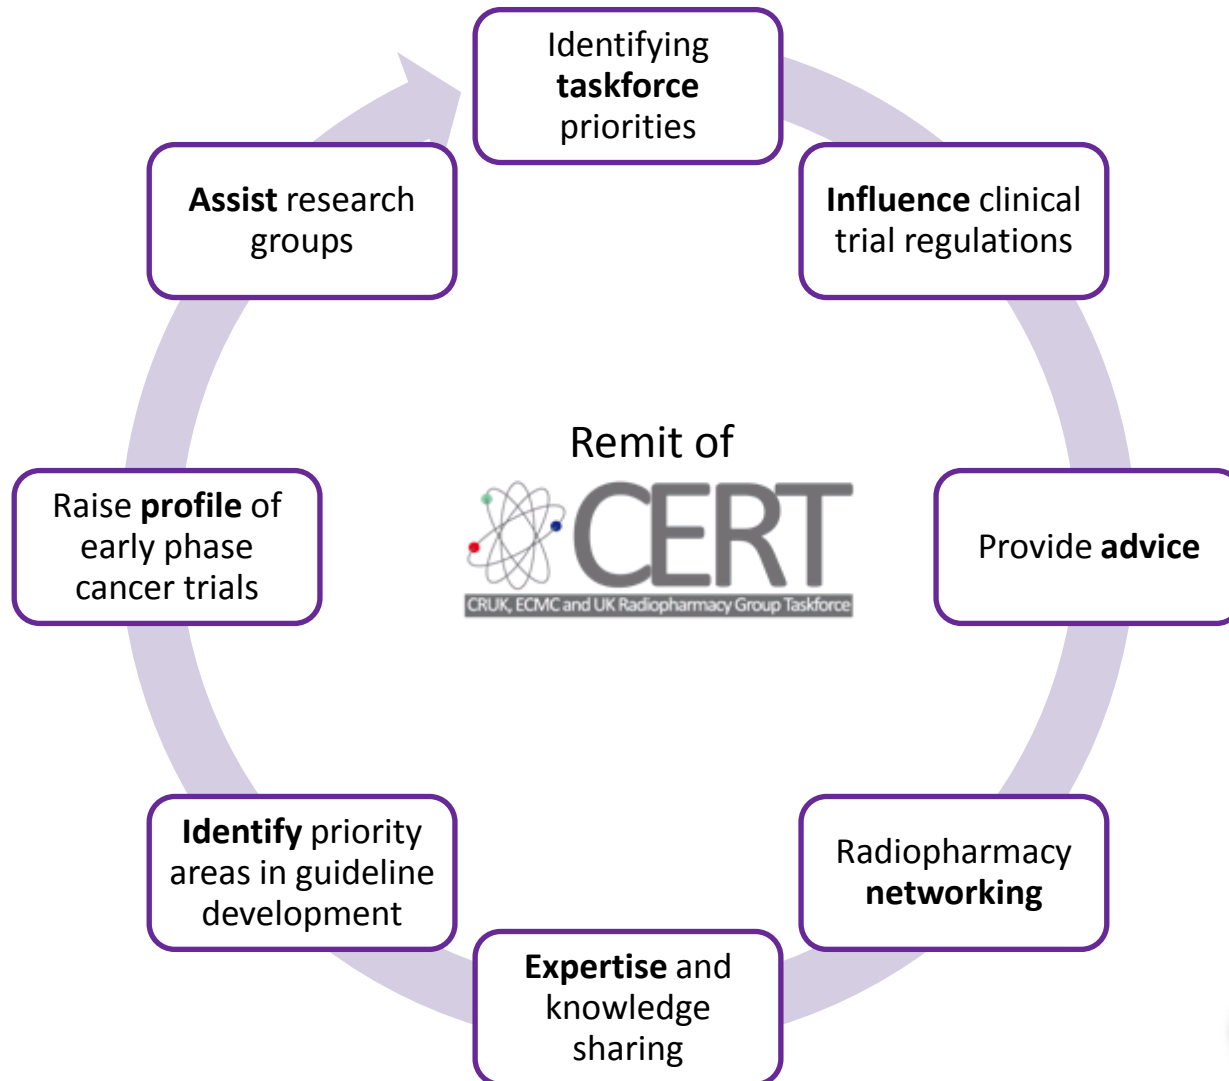 Identifying
taskforce
priorities
Influence clinical
trial regulations
Provide advice
Radiopharmacy
networking
Expertise and
knowledge
sharing
Identify priority
areas in guideline
development
Raise profile of
early phase
cancer trials
Assist research
groups
Remit of
CERT
CRUK, ECMC and UK Radiopharmacy Group Taskforce